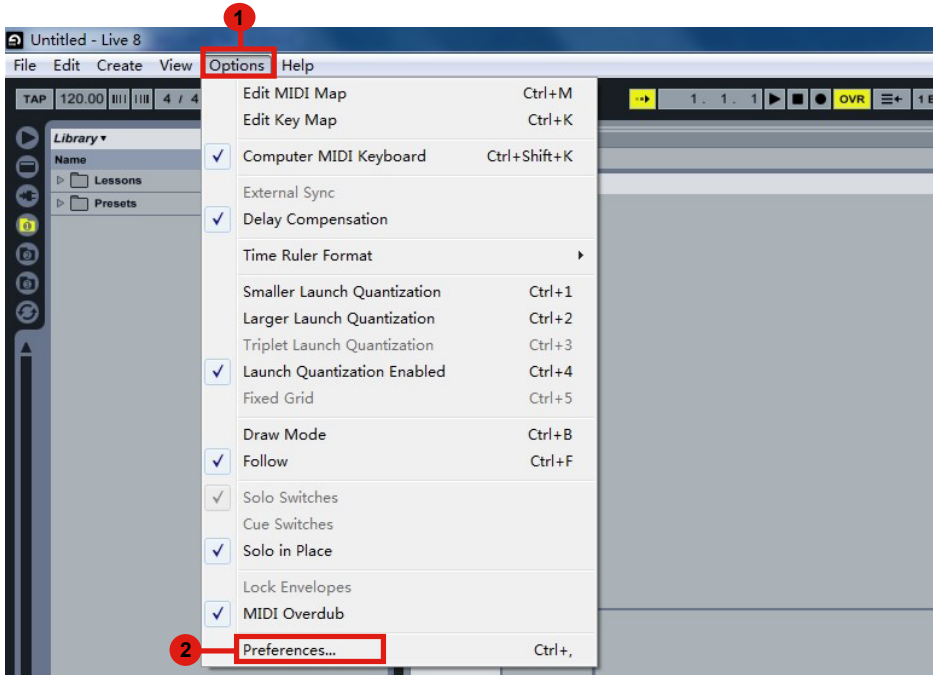 1
Untitled - Live 8
File Edit Create View Options Help
TAP 120.00 4 / 4 1. 1. 1 OVR
Library
Name
Lessons
Presets
Edit MIDI Map Ctrl+M
Edit Key Map Ctrl+K
Computer MIDI Keyboard Ctrl+Shift+K
External Sync
Delay Compensation
Time Ruler Format
Smaller Launch Quantization Ctrl+1
Larger Launch Quantization Ctrl+2
Triplet Launch Quantization Ctrl+3
Launch Quantization Enabled Ctrl+4
Fixed Grid Ctrl+5
Draw Mode Ctrl+B
Follow Ctrl+F
Solo Switches
Cue Switches
Solo in Place
Lock Envelopes
MIDI Overdub
2 Preferences... Ctrl+,